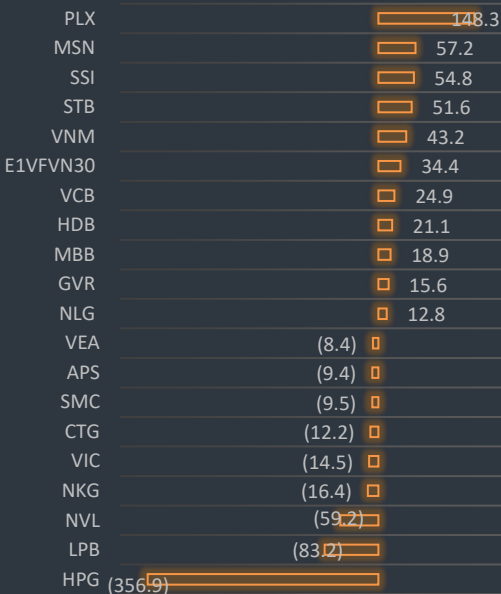 PLX 148.3
MSN 57.2
SSI 54.8
STB 51.6
VNM 43.2
E1VFVN30 34.4
VCB 24.9
HDB 21.1
MBB 18.9
GVR 15.6
NLG 12.8
VEA (8.4)
APS (9.4)
SMC (9.5)
CTG (12.2)
VIC (14.5)
NKG (16.4)
NVL (59.2)
LPB (83.2)
HPG (356.9)